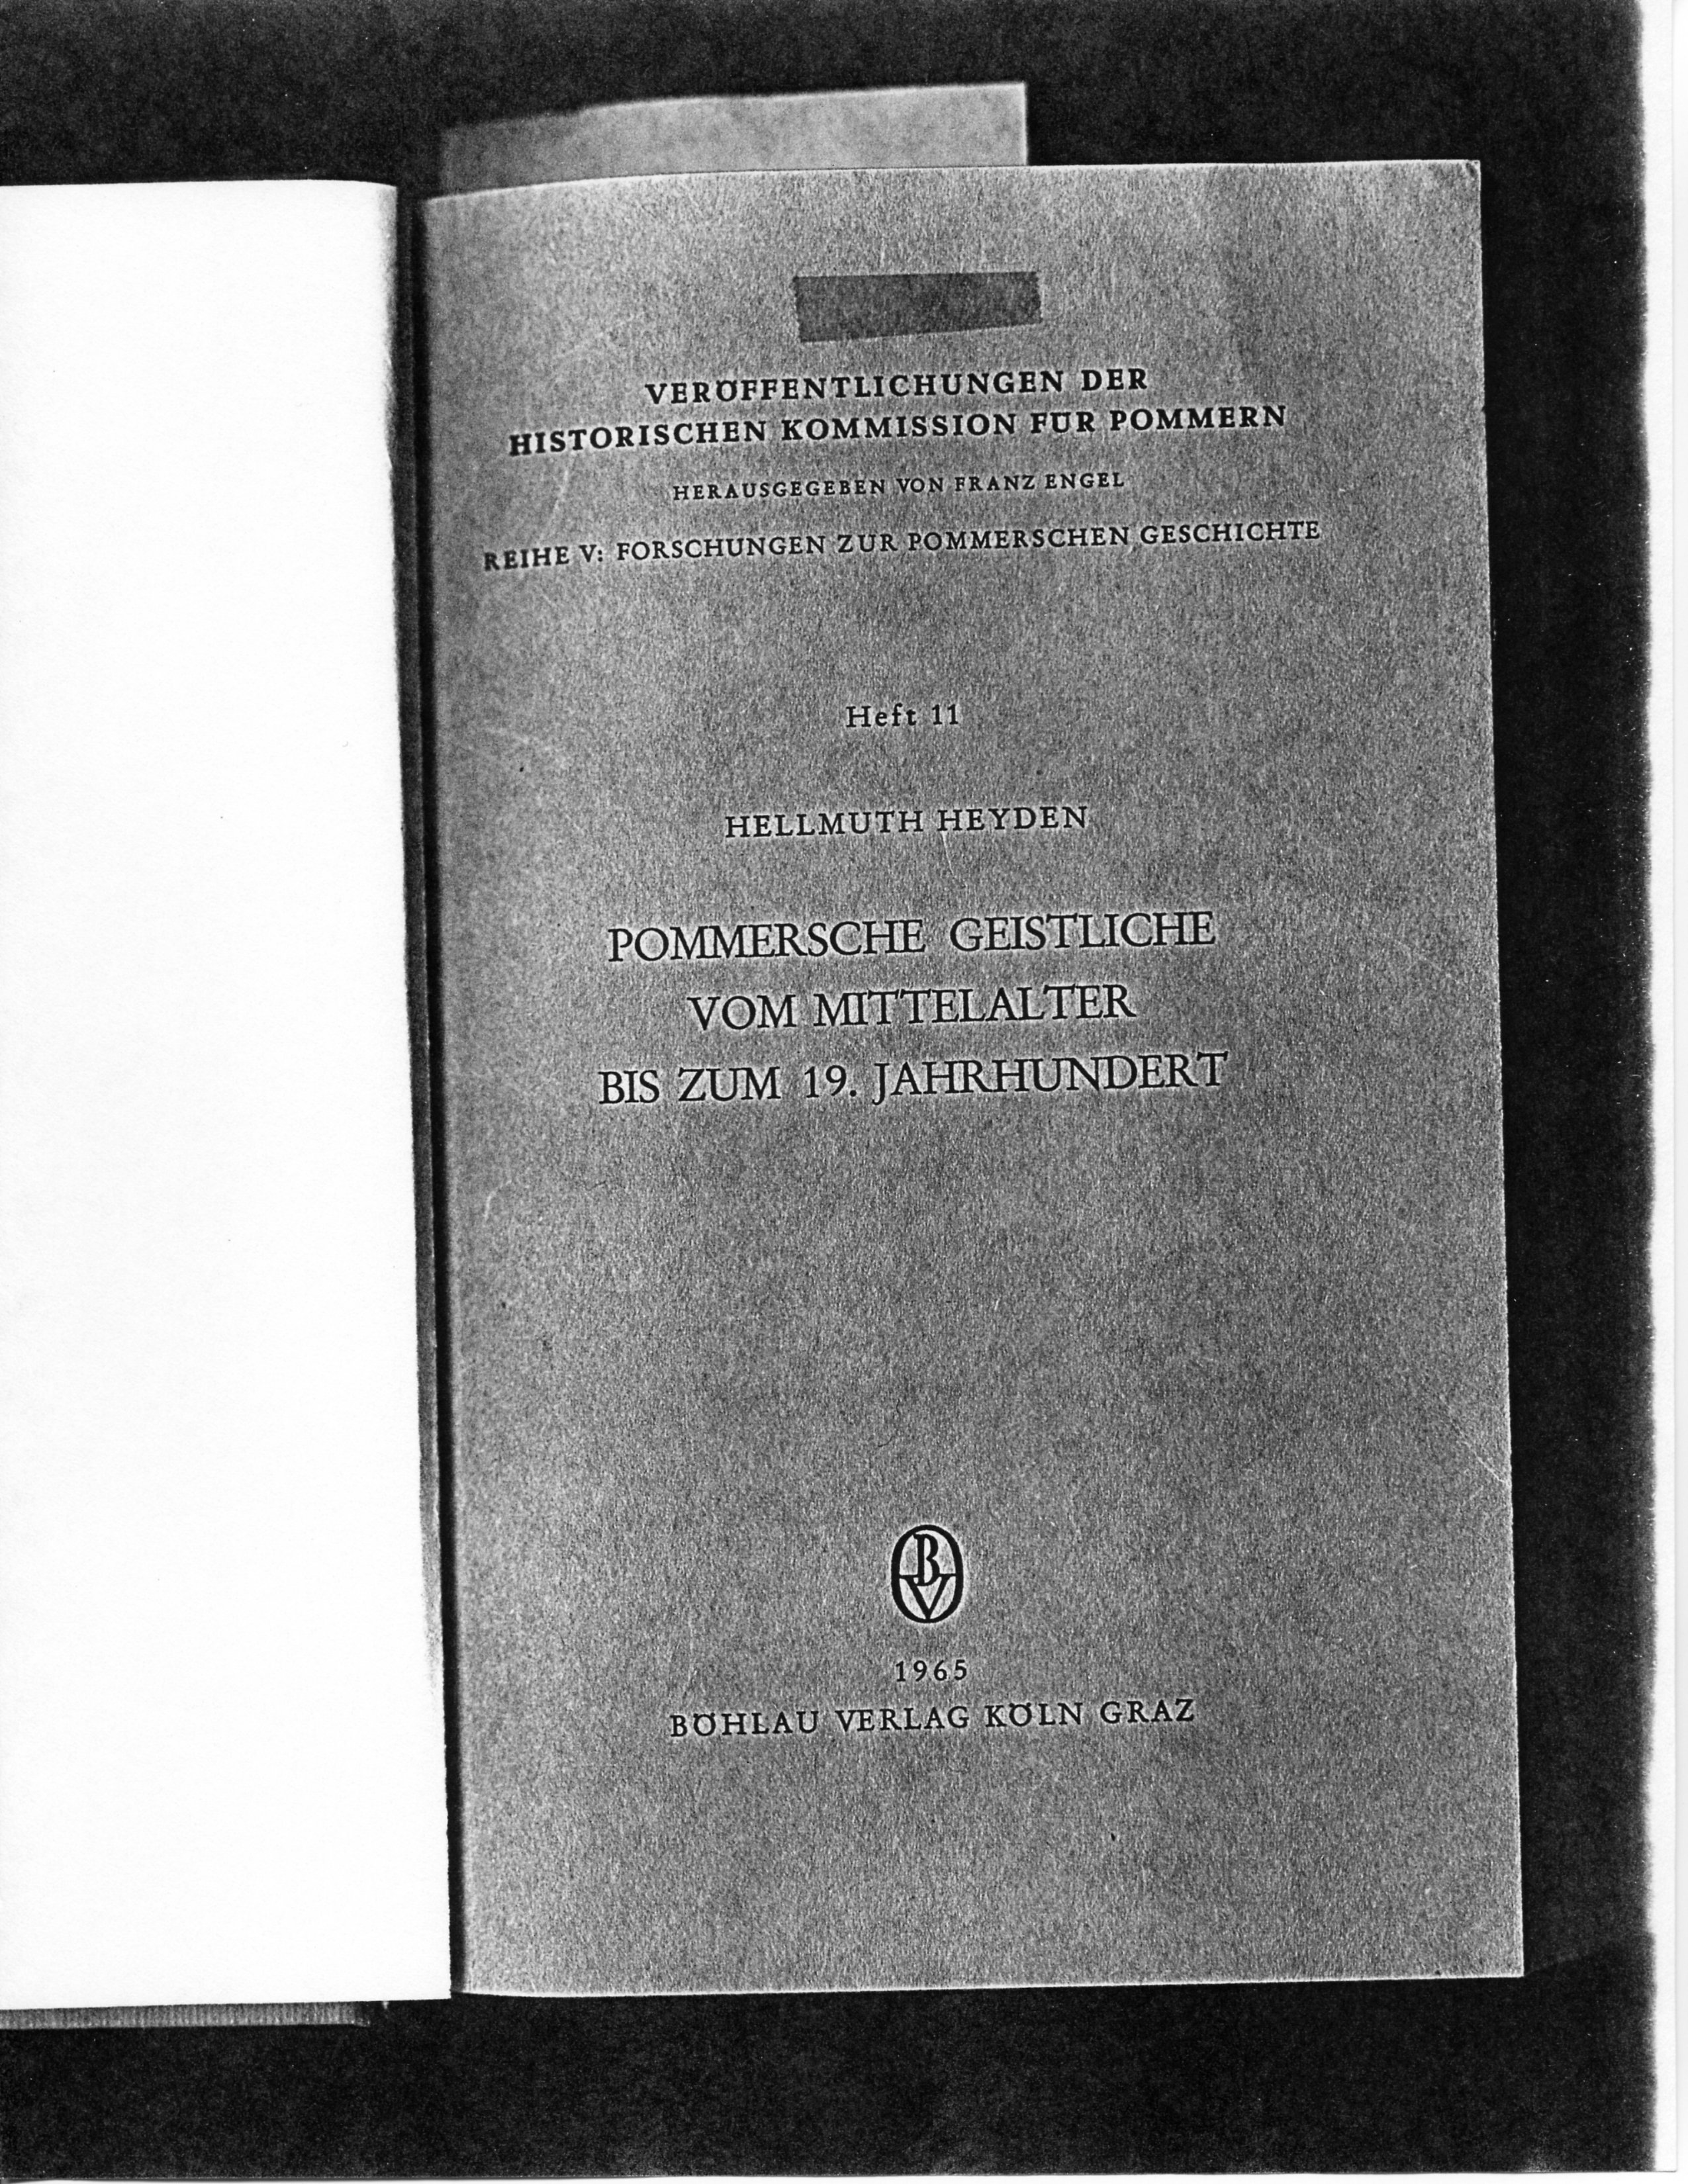 VERÖFFENTLICHUNGEN DER
HISTORISCHEN KOMMISSION FÜR POMMERN
HERAUSGEGEBEN VON FRANZ ENGEL
REIHE V: FORSCHUNGEN ZUR POMMERSCHEN GESCHICHTE
Heft 11
HELLMUTH HEYDEN
POMMERSCHE GEISTLICHE
VOM MITTELALTER
BIS ZUM 19. JAHRHUNDERT
BV
1965
BÖHLAU VERLAG KÖLN GRAZ